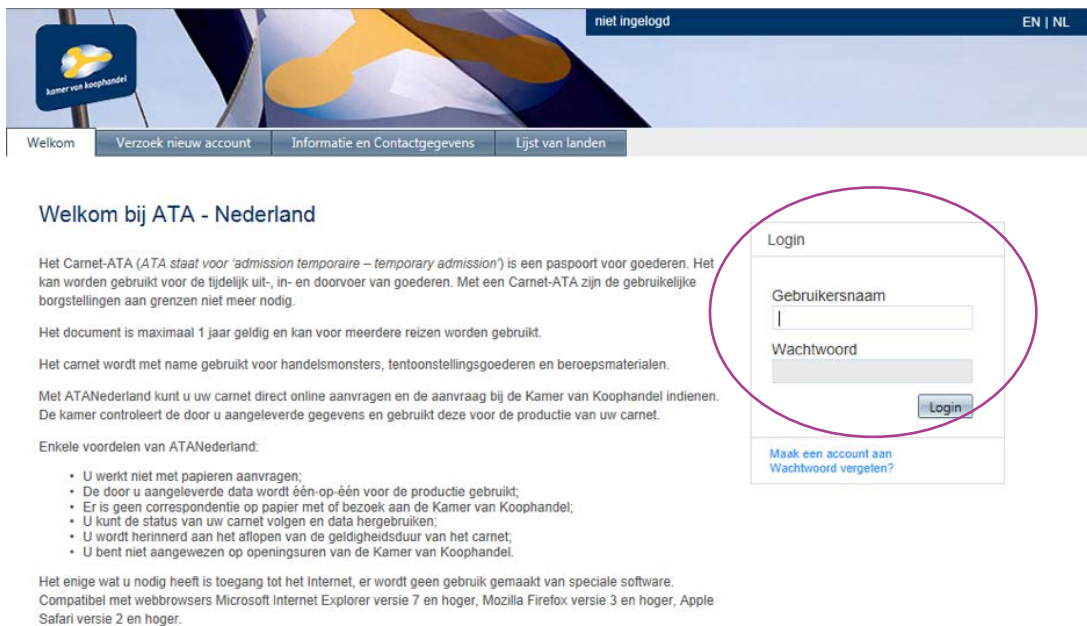 niet ingelogd
EN | NL
kamer van koophandel
Welkom
Verzoek nieuw account
Informatie en Contactgegevens
Lijst van landen
Welkom bij ATA - Nederland
Het Carnet-ATA (ATA staat voor 'admission temporaire – temporary admission') is een paspoort voor goederen. Het
kan worden gebruikt voor de tijdelijk uit-, in- en doorvoer van goederen. Met een Carnet-ATA zijn de gebruikelijke
borgstellingen aan grenzen niet meer nodig.
Het document is maximaal 1 jaar geldig en kan voor meerdere reizen worden gebruikt.
Het carnet wordt met name gebruikt voor handelsmonsters, tentoonstellingsgoederen en beroepsmaterialen.
Met ATANederland kunt u uw carnet direct online aanvragen en de aanvraag bij de Kamer van Koophandel indienen.
De kamer controleert de door u aangeleverde gegevens en gebruikt deze voor de productie van uw carnet.
Enkele voordelen van ATANederland:
• U werkt niet met papieren aanvragen;
• De door u aangeleverde data wordt één-op-één voor de productie gebruikt;
• Er is geen correspondentie op papier met of bezoek aan de Kamer van Koophandel;
• U kunt de status van uw carnet volgen en data hergebruiken;
• U wordt herinnerd aan het aflopen van de geldigheidsduur van het carnet;
• U bent niet aangewezen op openingsuren van de Kamer van Koophandel.
Het enige wat u nodig heeft is toegang tot het Internet, er wordt geen gebruik gemaakt van speciale software.
Compatibel met webbrowsers Microsoft Internet Explorer versie 7 en hoger, Mozilla Firefox versie 3 en hoger, Apple
Safari versie 2 en hoger.
Login
Gebruikersnaam
Wachtwoord
Login
Maak een account aan
Wachtwoord vergeten?